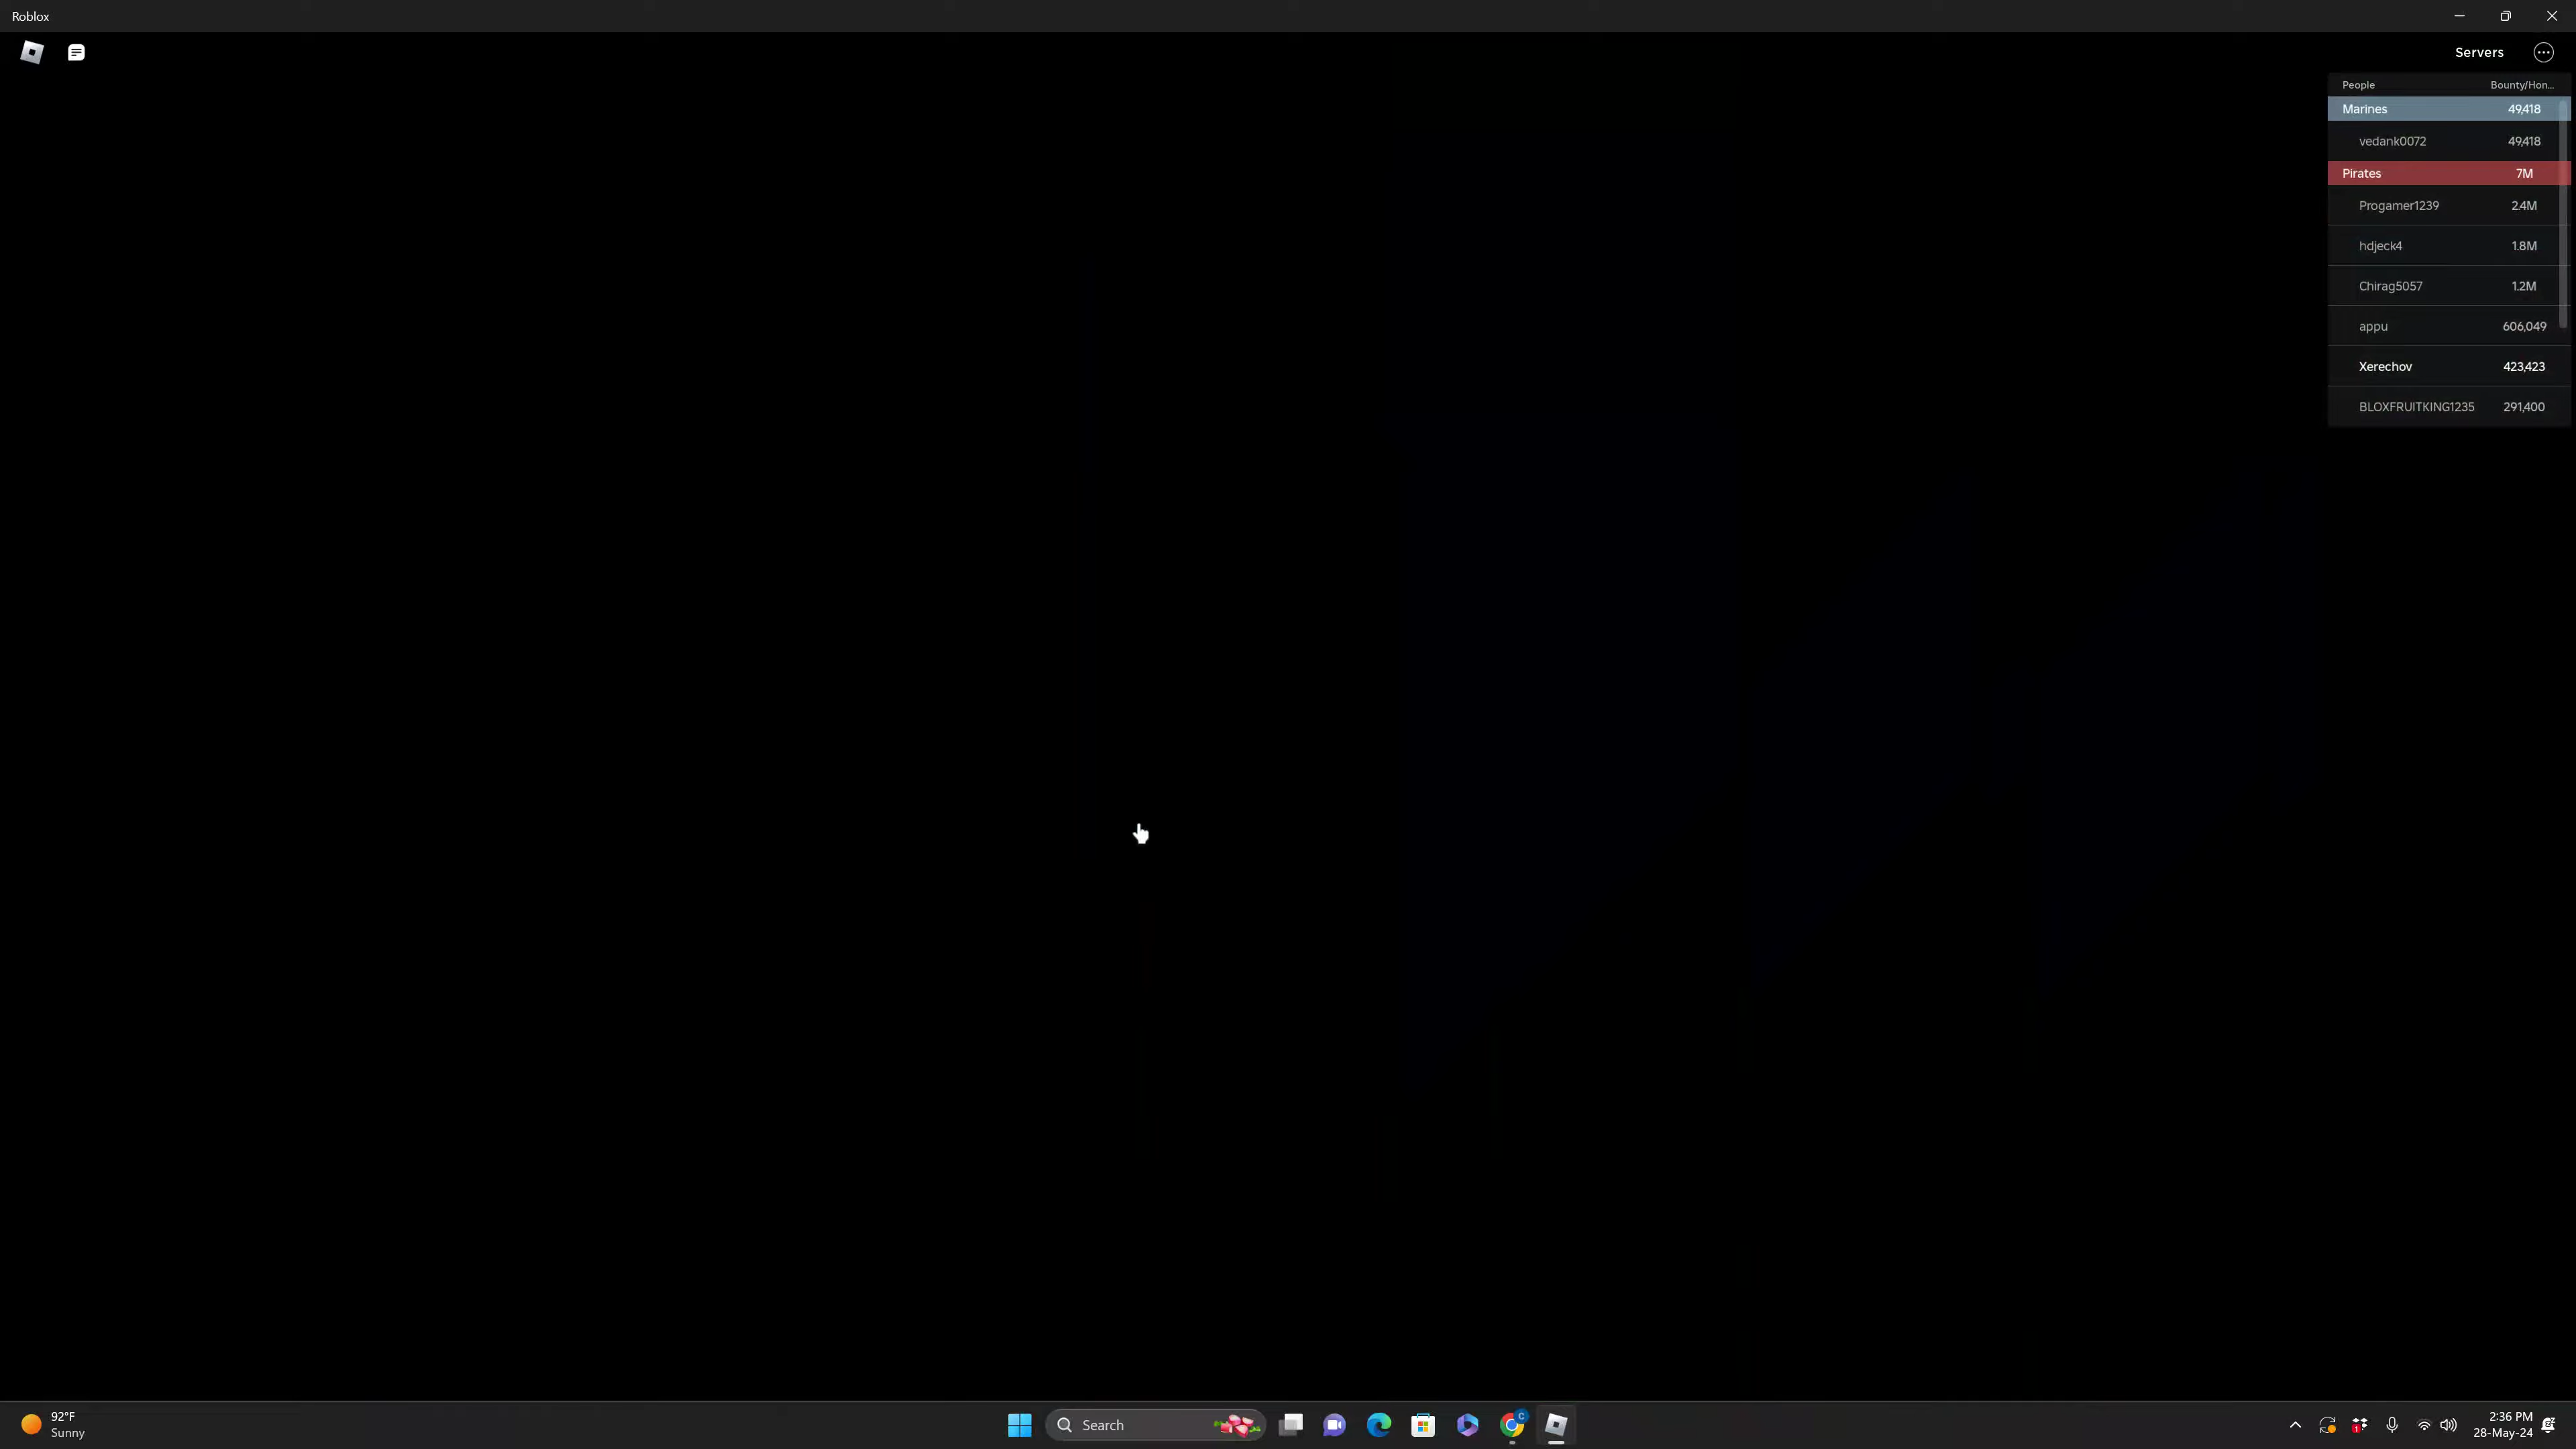 Roblox
Servers
People Bounty/Hon...
Marines 49,418
vedank0072 49,418
Pirates 7M
Progamer1239 2.4M
hdjeck4 1.8M
Chirag5057 1.2M
appu 606,049
Xerechov 423,423
BLOXFRUITKING1235 291,400
92°F
Sunny
Search
C
1
2:36 PM
28-May-24